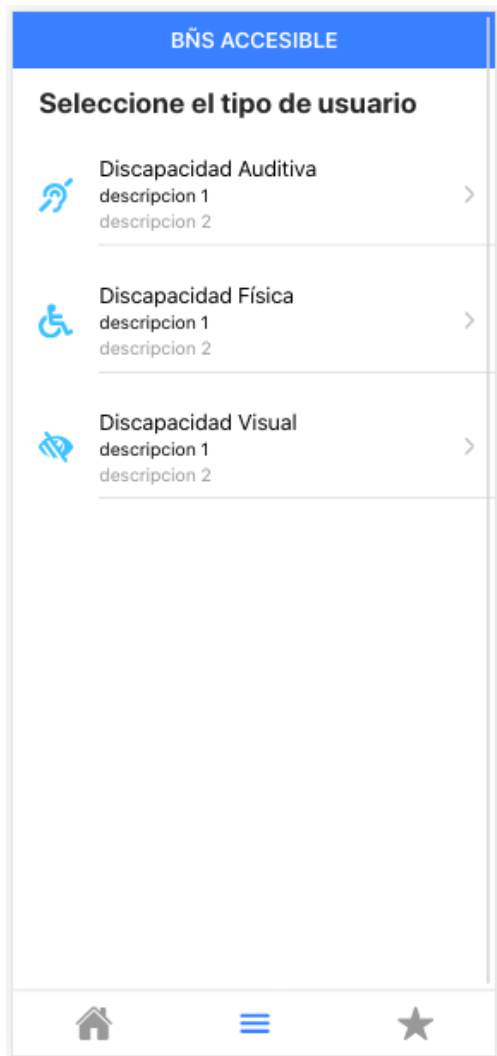 BÑS ACCESIBLE
Seleccione el tipo de usuario
Discapacidad Auditiva
descripcion 1
descripcion 2
Discapacidad Física
descripcion 1
descripcion 2
Discapacidad Visual
descripcion 1
descripcion 2